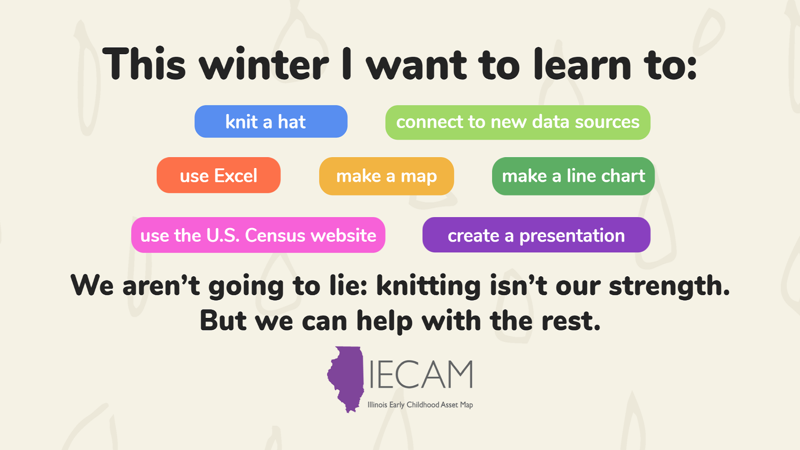 This winter I want to learn to:
knit a hat
connect to new data sources
use Excel
make a map
make a line chart
use the U.S. Census website
create a presentation
We aren’t going to lie: knitting isn’t our strength.
But we can help with the rest.
IECAM
Illinois Early Childhood Asset Map